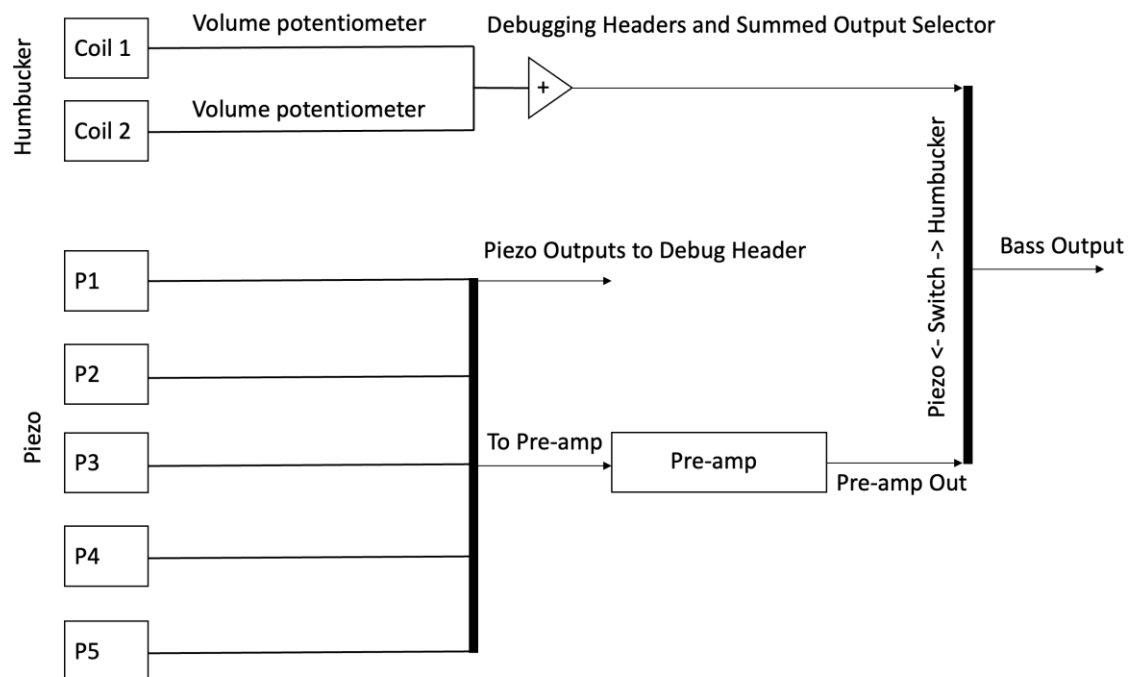 Humbucker
Coil 1
Volume potentiometer
Debugging Headers and Summed Output Selector
+
Coil 2
Volume potentiometer
Piezo <- Switch -> Humbucker
Bass Output
Piezo
P1
Piezo Outputs to Debug Header
P2
P3
To Pre-amp
Pre-amp
Pre-amp Out
P4
P5